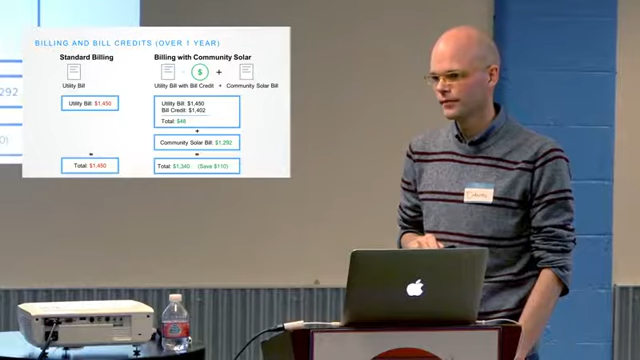 BILLING AND BILL CREDITS (OVER 1 YEAR)
Standard Billing
Billing with Community Solar
$
+
Utility Bill
Utility Bill with Bill Credit + Community Solar Bill
Utility Bill: $1,450
Utility Bill: $1,450
Bill Credit: $1,402
Total: $48
+
Community Solar Bill: $1,292
=
=
Total: $1,450
Total: $1,340 (Save $110)
292
0)